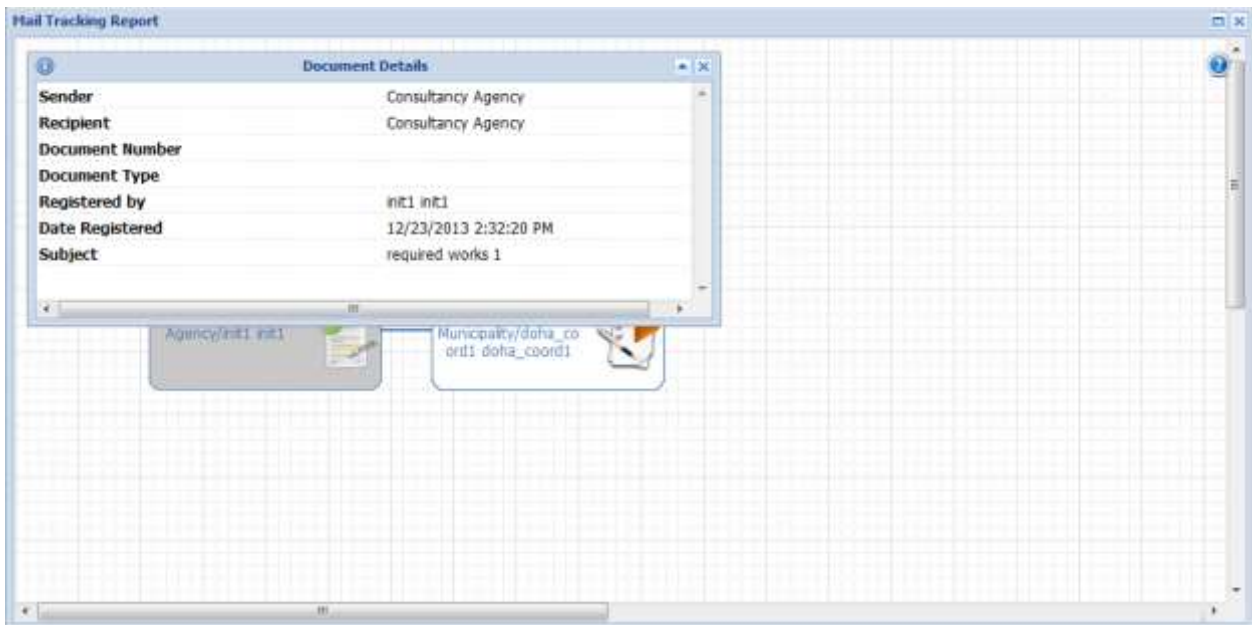 Mail Tracking Report
Document Details
Sender Consultancy Agency
Recipient Consultancy Agency
Document Number
Document Type
Registered by init1 init1
Date Registered 12/23/2013 2:32:20 PM
Subject required works 1
Agency/init1 init1
Municipality/doha_co
ord1 doha_coord1